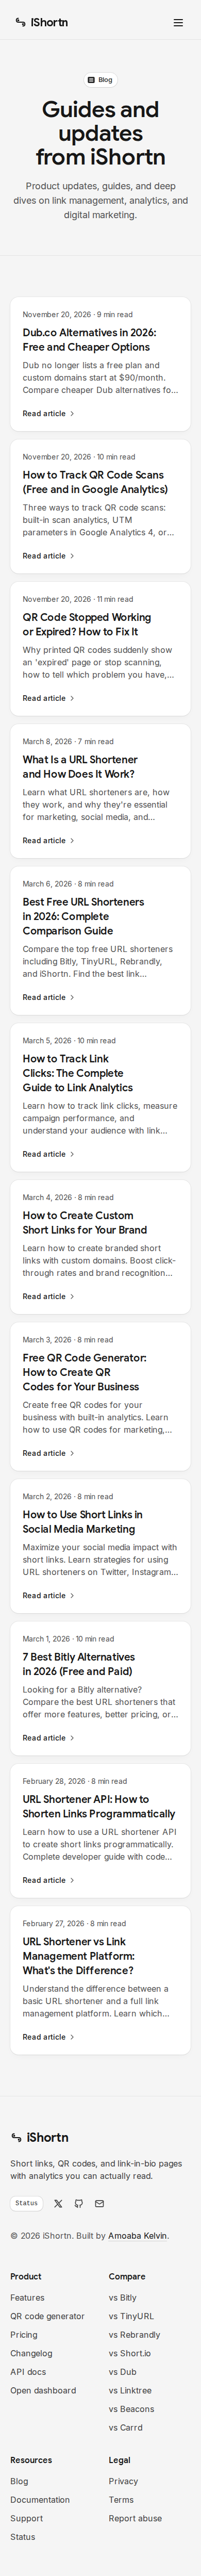 iShortn
Blog
Guides and
updates
from iShortn
Product updates, guides, and deep
dives on link management, analytics, and
digital marketing.
November 20, 2026 · 9 min read
Dub.co Alternatives in 2026:
Free and Cheaper Options
Dub no longer lists a free plan and
custom domains start at $90/month.
Compare cheaper Dub alternatives fo…
Read article
November 20, 2026 · 10 min read
How to Track QR Code Scans
(Free and in Google Analytics)
Three ways to track QR code scans:
built-in scan analytics, UTM
parameters in Google Analytics 4, or…
Read article
November 20, 2026 · 11 min read
QR Code Stopped Working
or Expired? How to Fix It
Why printed QR codes suddenly show
an 'expired' page or stop scanning,
how to tell which problem you have,…
Read article
March 8, 2026 · 7 min read
What Is a URL Shortener
and How Does It Work?
Learn what URL shorteners are, how
they work, and why they're essential
for marketing, social media, and…
Read article
March 6, 2026 · 8 min read
Best Free URL Shorteners
in 2026: Complete
Comparison Guide
Compare the top free URL shorteners
including Bitly, TinyURL, Rebrandly,
and iShortn. Find the best link…
Read article
March 5, 2026 · 10 min read
How to Track Link
Clicks: The Complete
Guide to Link Analytics
Learn how to track link clicks, measure
campaign performance, and
understand your audience with link…
Read article
March 4, 2026 · 8 min read
How to Create Custom
Short Links for Your Brand
Learn how to create branded short
links with custom domains. Boost click-
through rates and brand recognition…
Read article
March 3, 2026 · 8 min read
Free QR Code Generator:
How to Create QR
Codes for Your Business
Create free QR codes for your
business with built-in analytics. Learn
how to use QR codes for marketing,…
Read article
March 2, 2026 · 8 min read
How to Use Short Links in
Social Media Marketing
Maximize your social media impact with
short links. Learn strategies for using
URL shorteners on Twitter, Instagram…
Read article
March 1, 2026 · 10 min read
7 Best Bitly Alternatives
in 2026 (Free and Paid)
Looking for a Bitly alternative?
Compare the best URL shorteners that
offer more features, better pricing, or…
Read article
February 28, 2026 · 8 min read
URL Shortener API: How to
Shorten Links Programmatically
Learn how to use a URL shortener API
to create short links programmatically.
Complete developer guide with code…
Read article
February 27, 2026 · 8 min read
URL Shortener vs Link
Management Platform:
What's the Difference?
Understand the difference between a
basic URL shortener and a full link
management platform. Learn which…
Read article
iShortn
Short links, QR codes, and link-in-bio pages
with analytics you can actually read.
Status
© 2026 iShortn. Built by Amoaba Kelvin.
Product
Features
QR code generator
Pricing
Changelog
API docs
Open dashboard
Compare
vs Bitly
vs TinyURL
vs Rebrandly
vs Short.io
vs Dub
vs Linktree
vs Beacons
vs Carrd
Resources
Blog
Documentation
Support
Status
Legal
Privacy
Terms
Report abuse